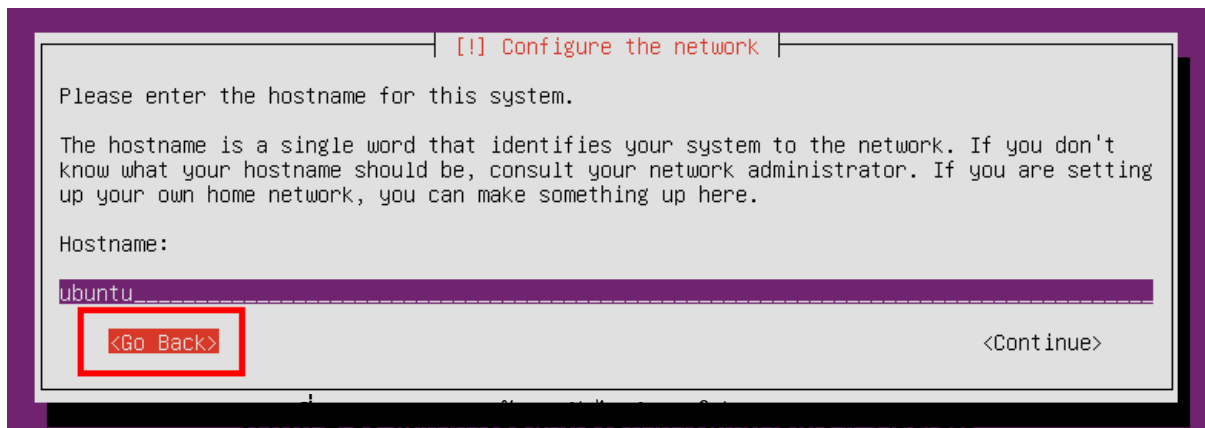 [!] Configure the network
Please enter the hostname for this system.
The hostname is a single word that identifies your system to the network. If you don't
know what your hostname should be, consult your network administrator. If you are setting
up your own home network, you can make something up here.
Hostname:
ubuntu
<Go Back> <Continue>